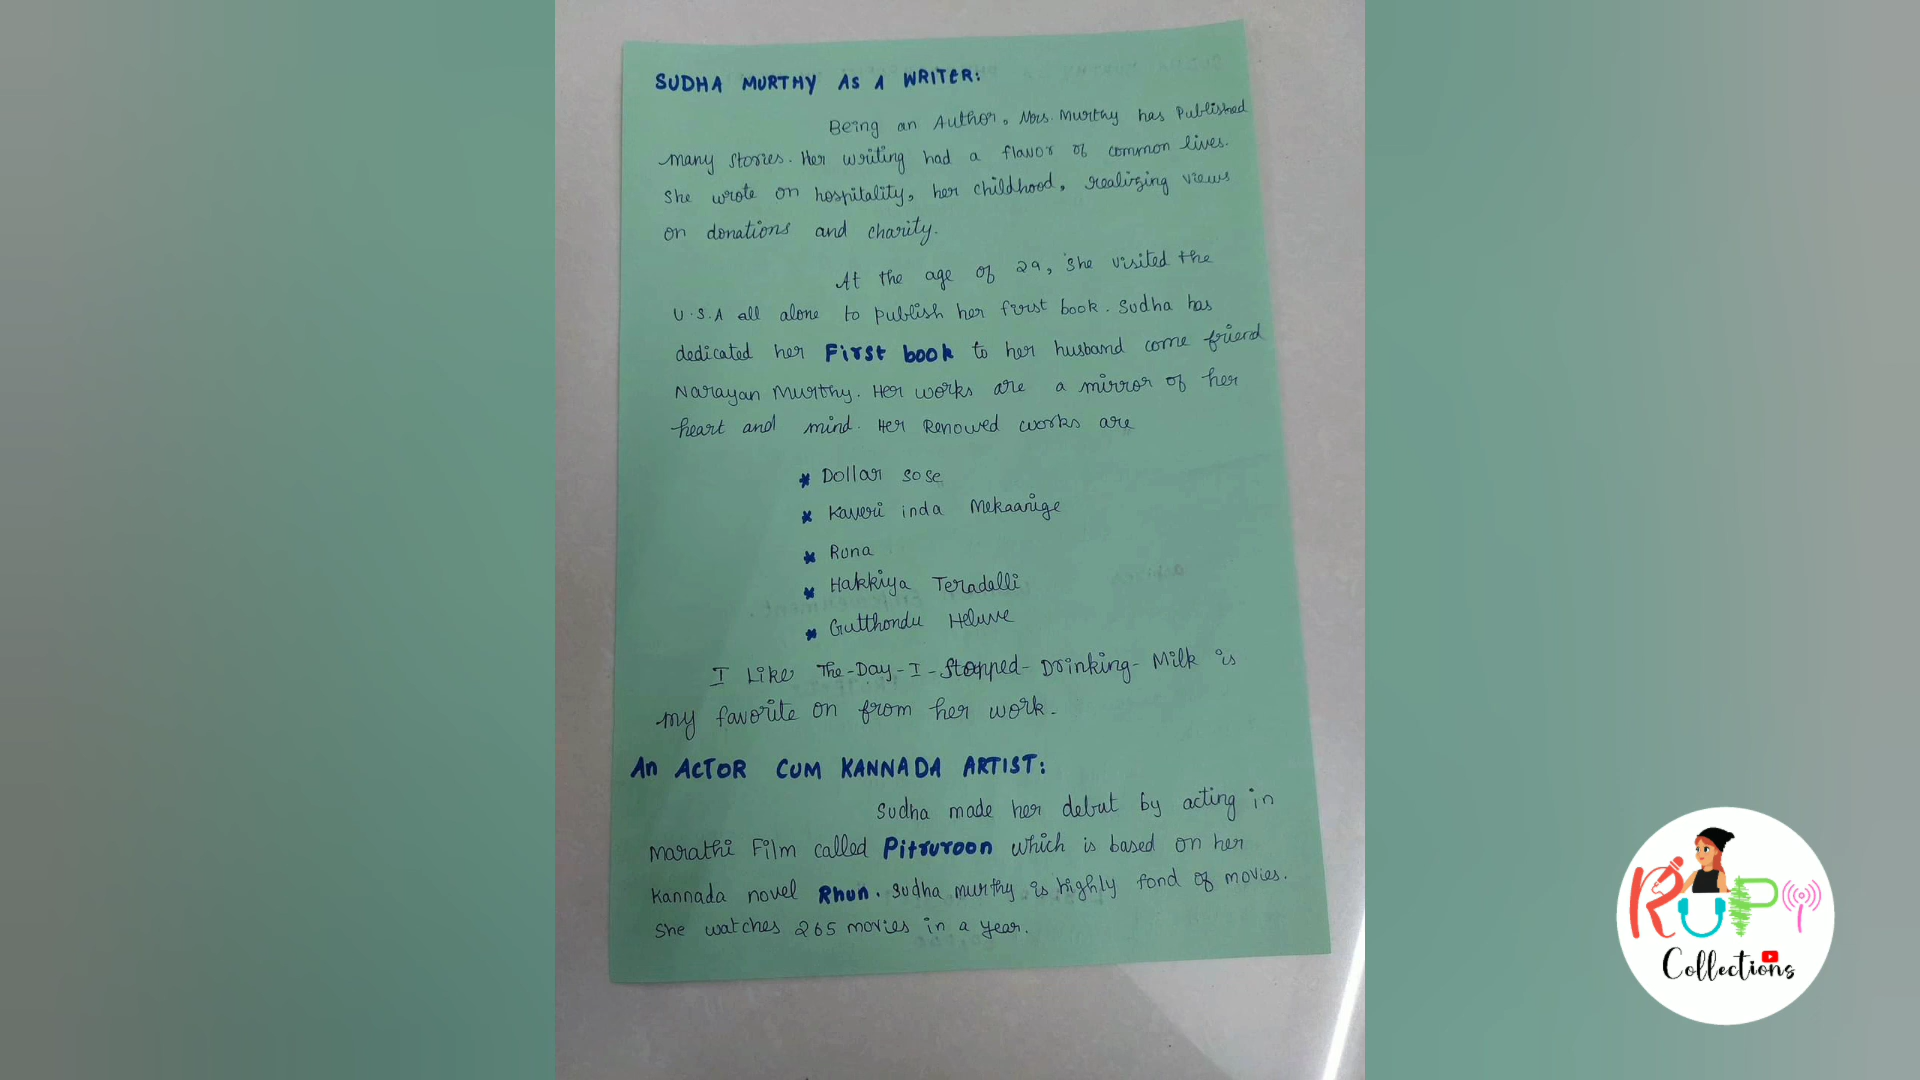 SUDHA MURTHY AS A WRITER:
Being an Author. Mrs. Murthy has Published
many stories. Her writing had a flavor of common lives.
She wrote on hospitality, her childhood, realizing views
on donations and charity.
At the age of 29, She visited the
U.S.A all alone to publish her first book. Sudha has
dedicated her First book to her husband come friend
Narayan Murthy. Her works are a mirror of her
heart and mind. Her Renowed works are
* Dollar sose
* Kaveri inda Mekaarige
* Runa
* Hakkiya Teradalli
* Gutthondu Heluve
I Like The-Day-I-Stopped-Drinking-Milk is
my favorite on from her work.
An ACTOR CUM KANNADA ARTIST:
Sudha made her debut by acting in
Marathi Film called Pitruroon which is based on her
Kannada novel Rhun. Sudha murthy is highly fond of movies.
She watches 265 movies in a year.
RUPY
Collections